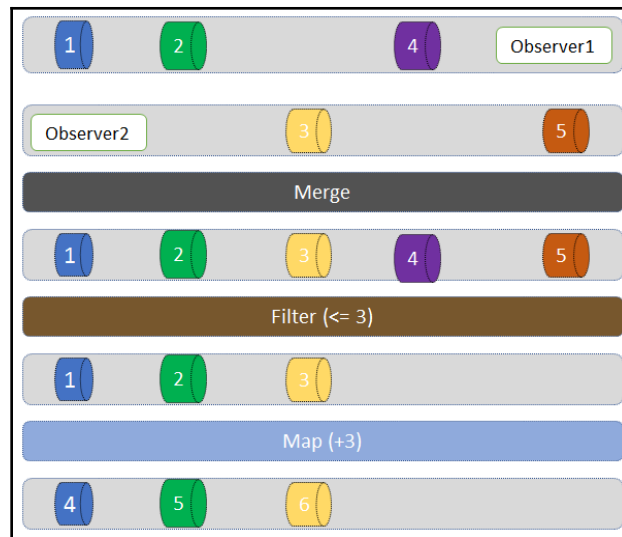 1 2 4 Observer1
Observer2 3 5
Merge
1 2 3 4 5
Filter (<= 3)
1 2 3
Map (+3)
4 5 6